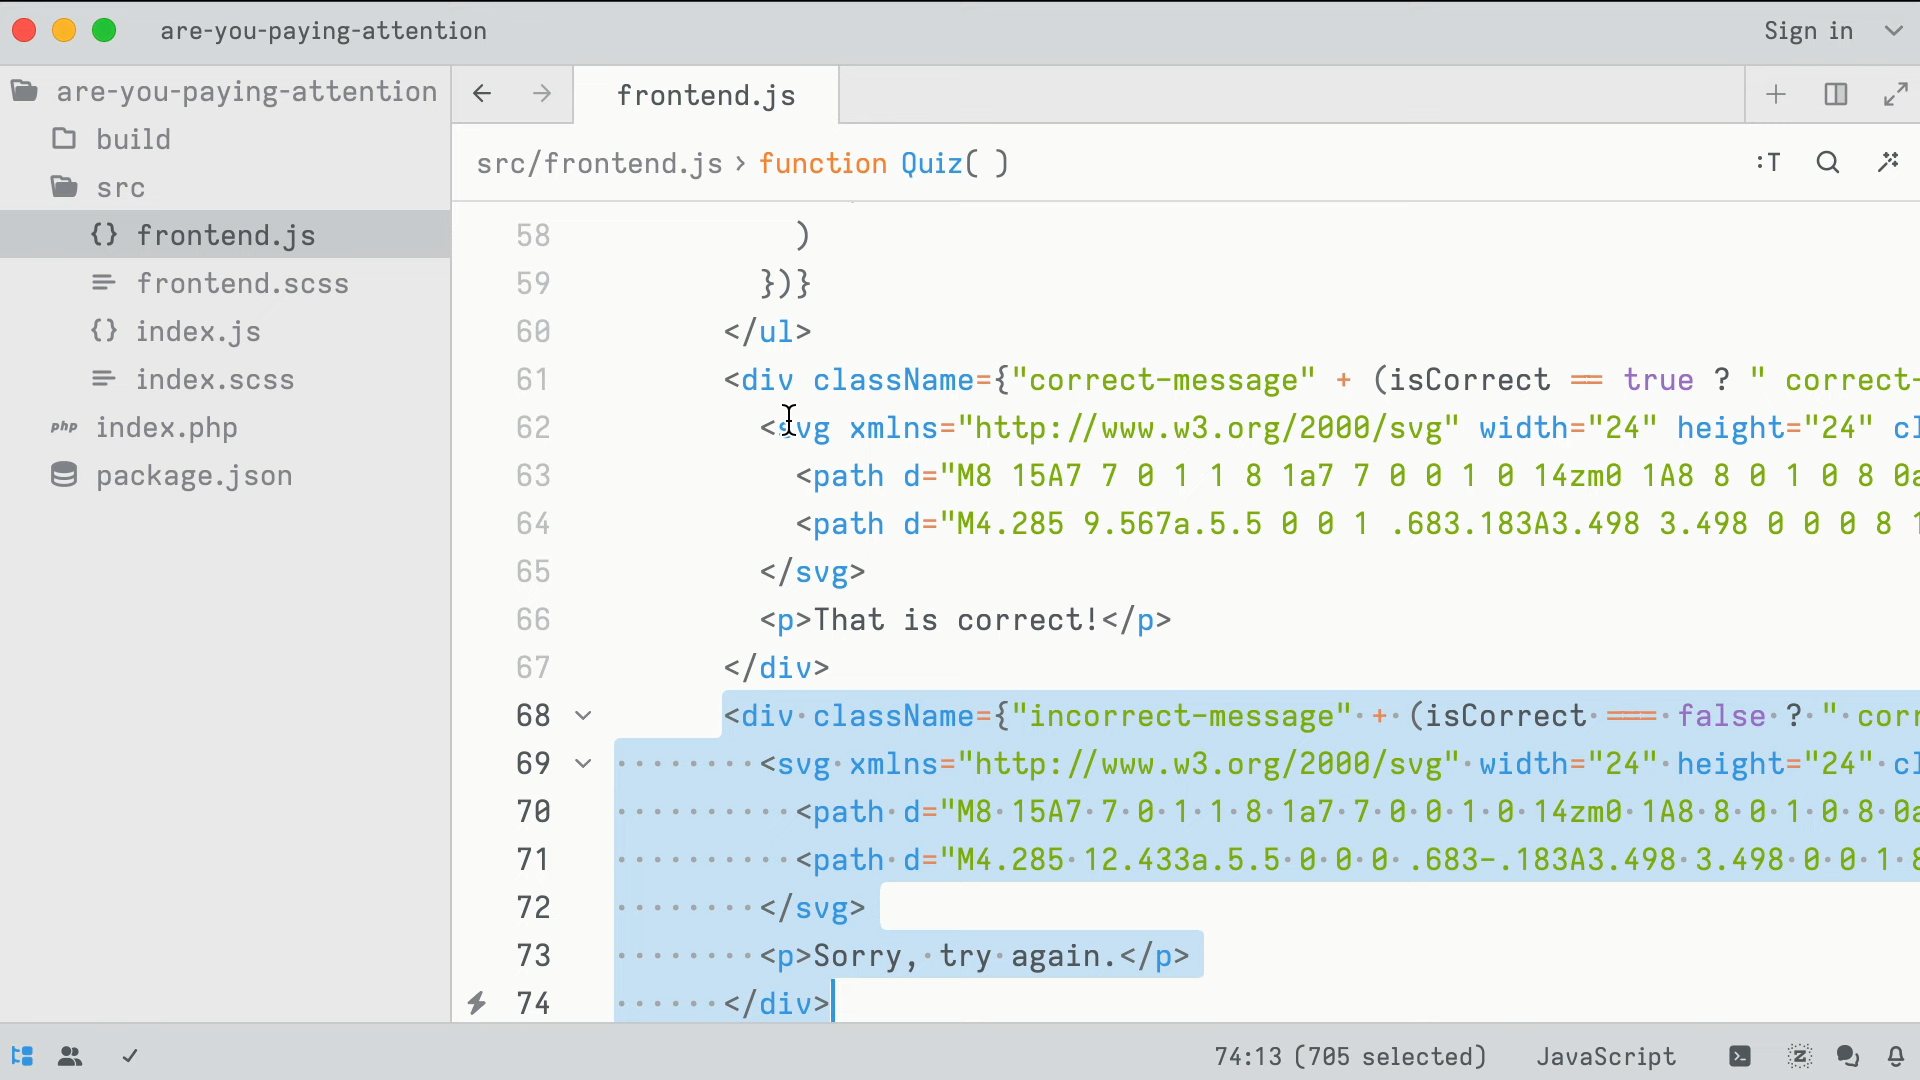 are-you-paying-attention
Sign in
are-you-paying-attention
build
src
frontend.js
frontend.scss
index.js
index.scss
php index.php
package.json
frontend.js
src/frontend.js › function Quiz( )
:T
58 )
59 })}
60 </ul>
61 <div className={"correct-message" + (isCorrect == true ? " correct-
62 <svg xmlns="http://www.w3.org/2000/svg" width="24" height="24" cl
63 <path d="M8 15A7 7 0 1 1 8 1a7 7 0 0 1 0 14zm0 1A8 8 0 1 0 8 0a
64 <path d="M4.285 9.567a.5.5 0 0 1 .683.183A3.498 3.498 0 0 0 8 1
65 </svg>
66 <p>That is correct!</p>
67 </div>
68 <div className={"incorrect-message" + (isCorrect === false ? " corr
69 <svg xmlns="http://www.w3.org/2000/svg" width="24" height="24" cl
70 <path d="M8 15A7 7 0 1 1 8 1a7 7 0 0 1 0 14zm0 1A8 8 0 1 0 8 0a
71 <path d="M4.285 12.433a.5.5 0 0 0 .683-.183A3.498 3.498 0 0 1 8
72 </svg>
73 <p>Sorry, try again.</p>
74 </div>
74:13 (705 selected)
JavaScript